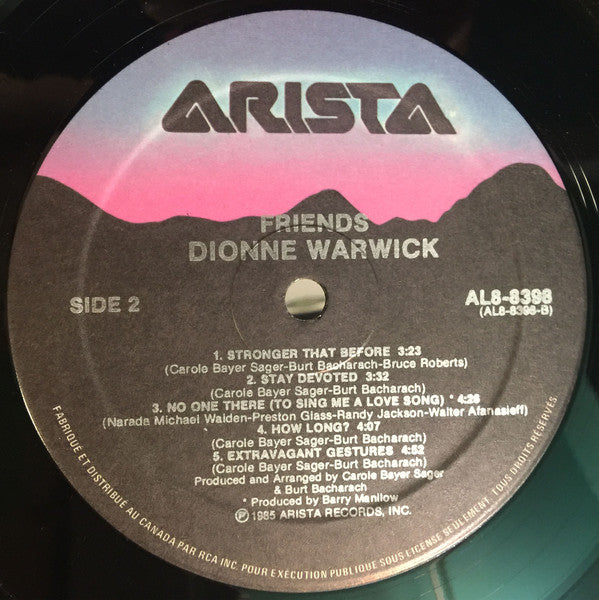 ARISTA
FRIENDS
DIONNE WARWICK
SIDE 2
AL8-8398
(AL8-8398-B)
1. STRONGER THAT BEFORE 3:23
(Carole Bayer Sager-Burt Bacharach-Bruce Roberts)
2. STAY DEVOTED 3:32
(Carole Bayer Sager-Burt Bacharach)
3. NO ONE THERE (TO SING ME A LOVE SONG) * 4:26
(Narada Michael Walden-Preston Glass-Randy Jackson-Walter Afanasieff)
4. HOW LONG? 4:07
(Carole Bayer Sager-Burt Bacharach)
5. EXTRAVAGANT GESTURES 4:52
(Carole Bayer Sager-Burt Bacharach)
Produced and Arranged by Carole Bayer Sager
& Burt Bacharach
* Produced by Barry Manilow
℗ 1985 ARISTA RECORDS, INC.
FABRIQUÉ ET DISTRIBUÉ AU CANADA PAR RCA INC. POUR EXÉCUTION PUBLIQUE SOUS LICENSE SEULEMENT. TOUS DROITS RÉSERVÉS.